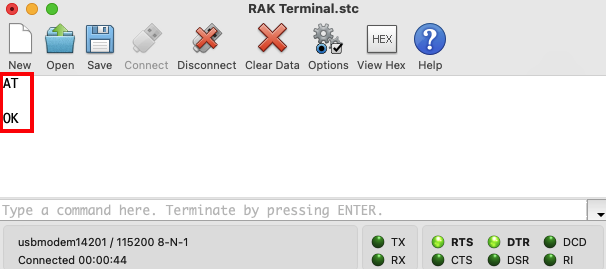 RAK Terminal.stc
New Open Save Connect Disconnect Clear Data Options HEX View Hex ? Help
AT
OK
Type a command here. Terminate by pressing ENTER.
usbmodem14201 / 115200 8-N-1
Connected 00:00:44
TX RTS DTR DCD
RX CTS DSR RI